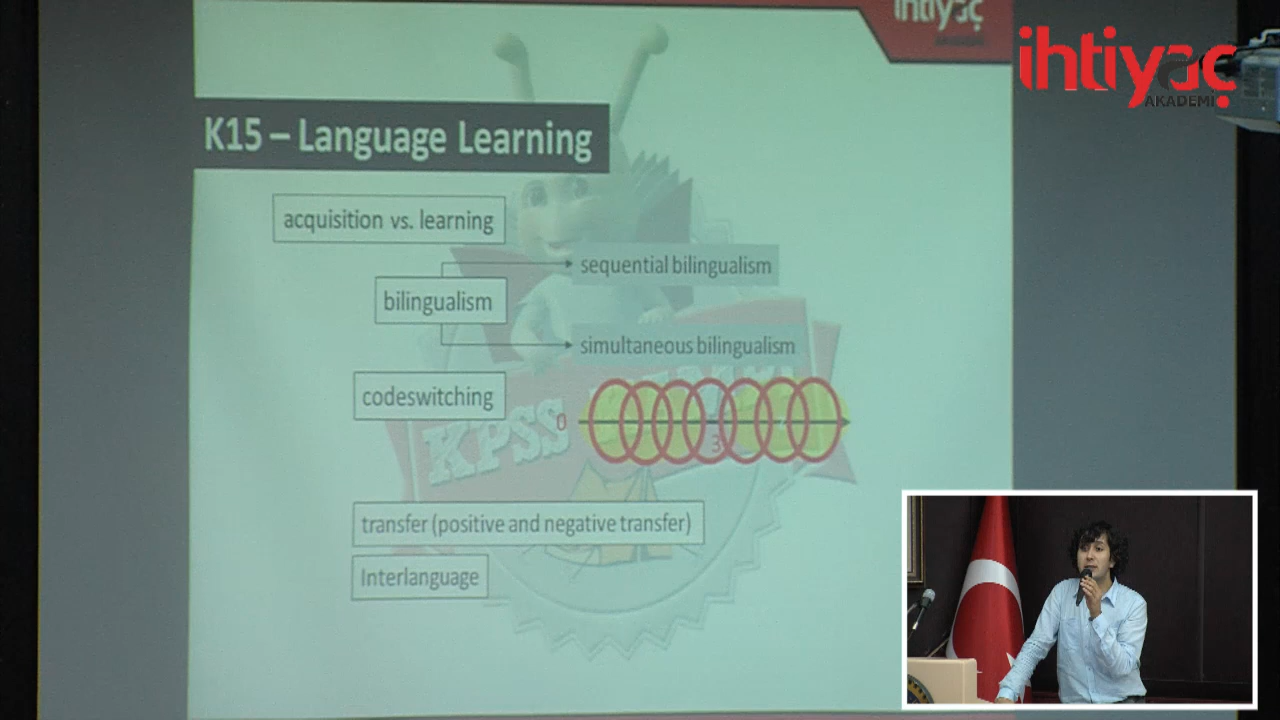 ihtiyaç
ihtiyaç
AKADEMİ
K15 – Language Learning
acquisition vs. learning
sequential bilingualism
bilingualism
simultaneous bilingualism
codeswitching
0
3
KPSS
transfer (positive and negative transfer)
Interlanguage